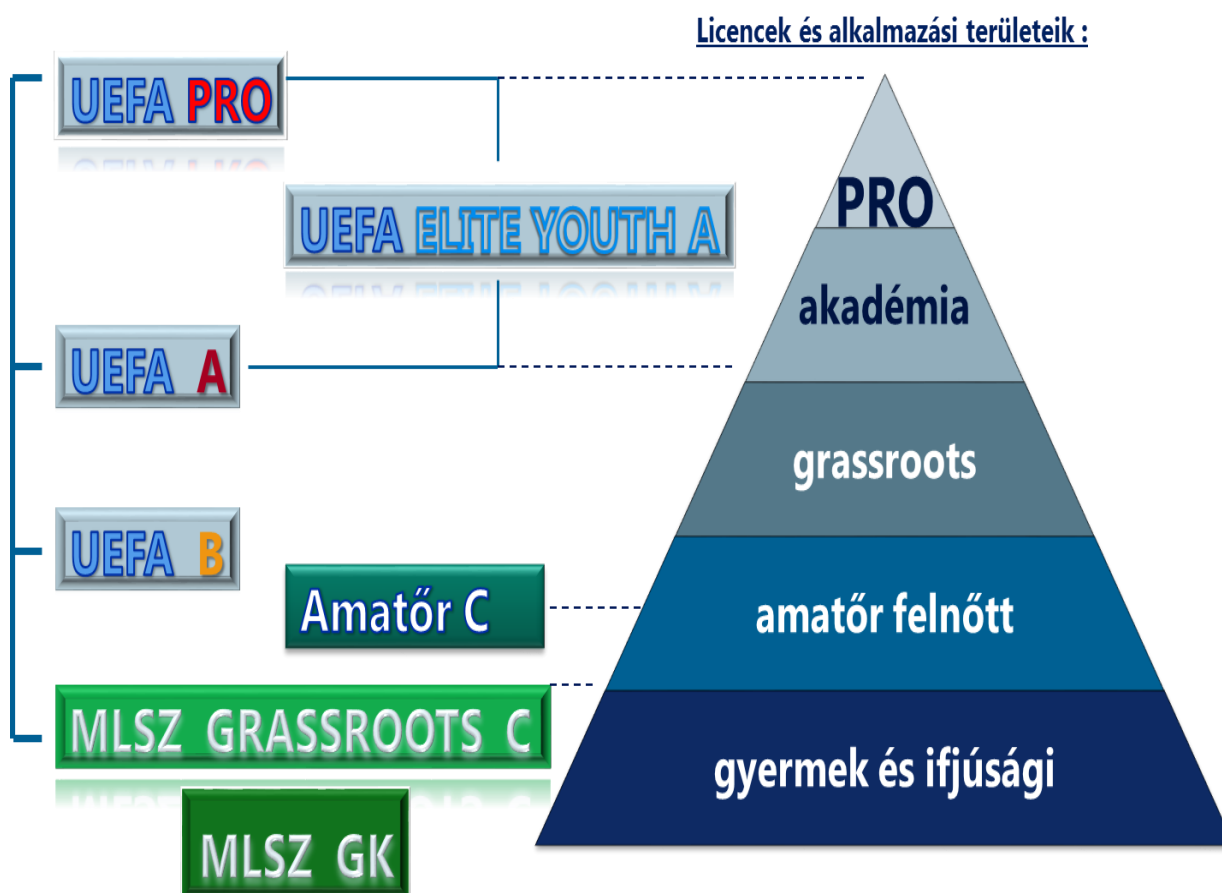 Licencek és alkalmazási területeik :
UEFA PRO
UEFA ELITE YOUTH A
UEFA A
UEFA B
Amatőr C
MLSZ GRASSROOTS C
MLSZ GK
PRO
akadémia
grassroots
amatőr felnőtt
gyermek és ifjúsági